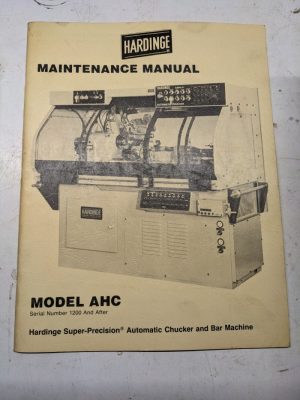 HARDINGE
MAINTENANCE MANUAL
HARDINGE
MODEL AHC
Serial Number 1200 And After
Hardinge Super-Precision® Automatic Chucker and Bar Machine